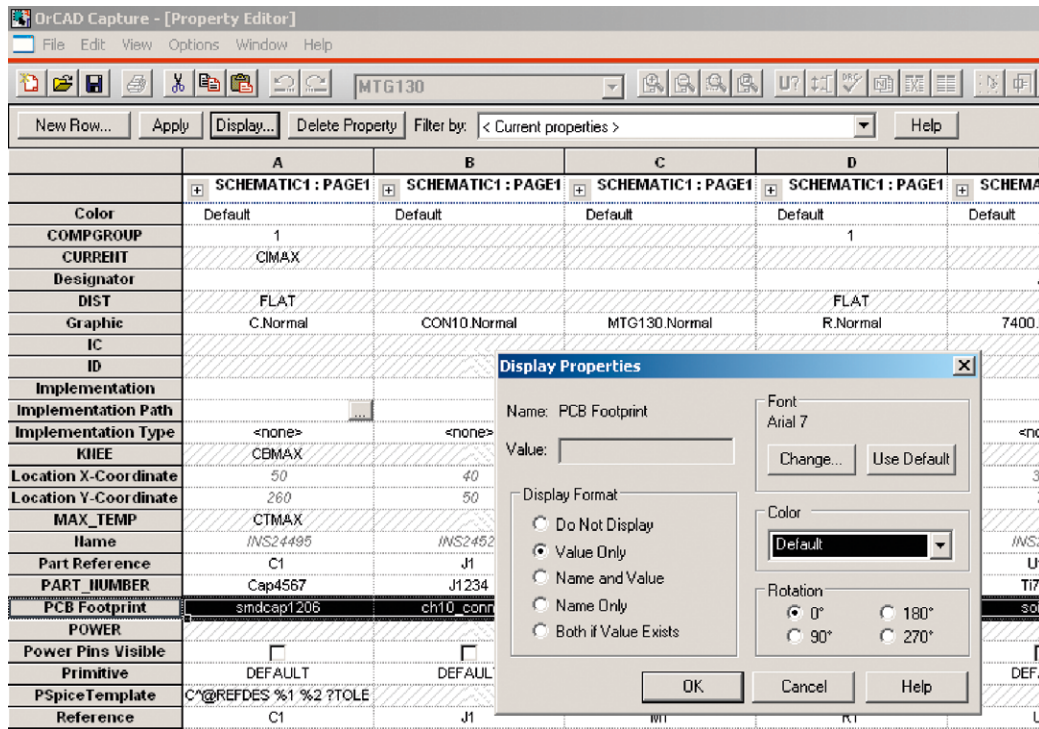 OrCAD Capture - [Property Editor]
File Edit View Options Window Help
MTG130
U?
New Row... Apply Display... Delete Property Filter by: < Current properties > Help
A B C D
SCHEMATIC1 : PAGE1 SCHEMATIC1 : PAGE1 SCHEMATIC1 : PAGE1 SCHEMATIC1 : PAGE1 SCHEMA
Color Default Default Default Default Default
COMPGROUP 1 1
CURRENT CIMAX
Designator
DIST FLAT FLAT
Graphic C.Normal CON10.Normal MTG130.Normal R.Normal 7400.
IC
ID
Implementation
Implementation Path ...
Implementation Type <none> <none>
KNEE CBMAX
Location X-Coordinate 50 40
Location Y-Coordinate 260 50
MAX_TEMP CTMAX
Name INS24495 INS2452
Part Reference C1 J1
PART_NUMBER Cap4567 J1234
PCB Footprint smdcap1206 ch10_conn
POWER
Power Pins Visible
Primitive DEFAULT DEFAUL
PSpiceTemplate C^@REFDES %1 %2 ?TOLE
Reference C1 J1
Display Properties
Name: PCB Footprint
Value:
Font
Arial 7
Change... Use Default
Display Format
Do Not Display
Value Only
Name and Value
Name Only
Both if Value Exists
Color
Default
Rotation
0° 180°
90° 270°
OK Cancel Help